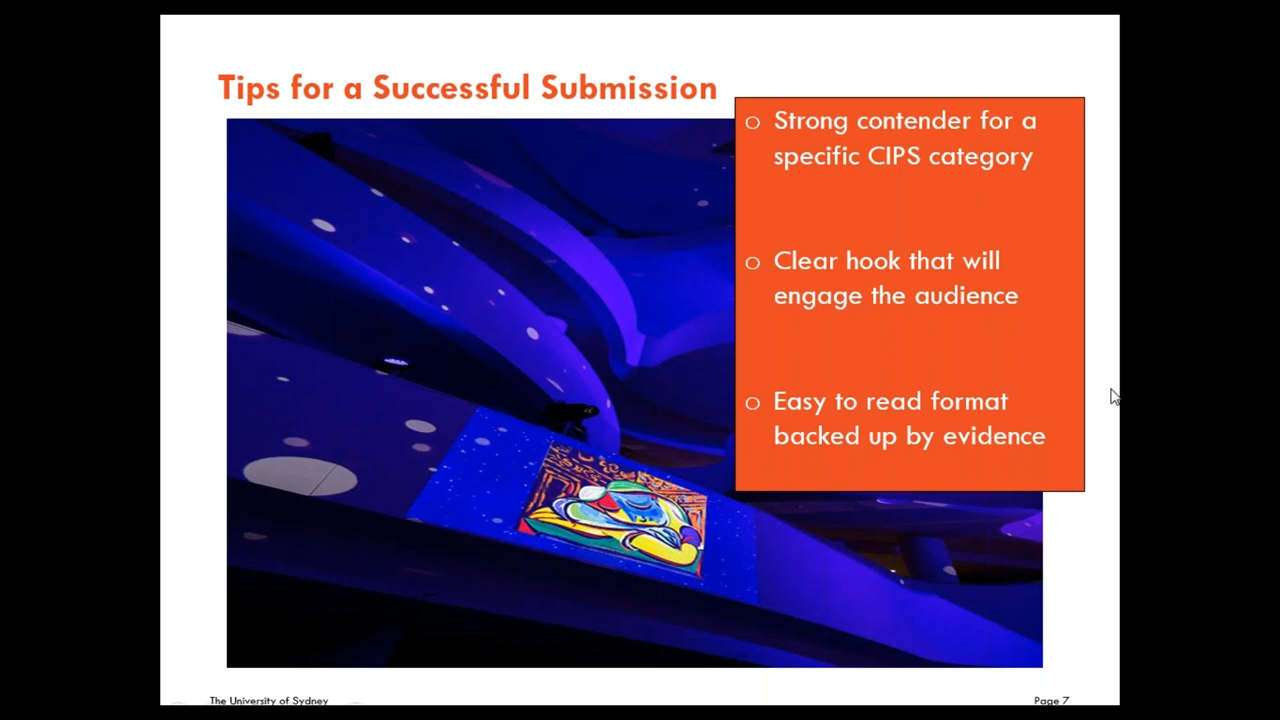 Tips for a Successful Submission
o Strong contender for a
specific CIPS category
o Clear hook that will
engage the audience
o Easy to read format
backed up by evidence
The University of Sydney
Page 7